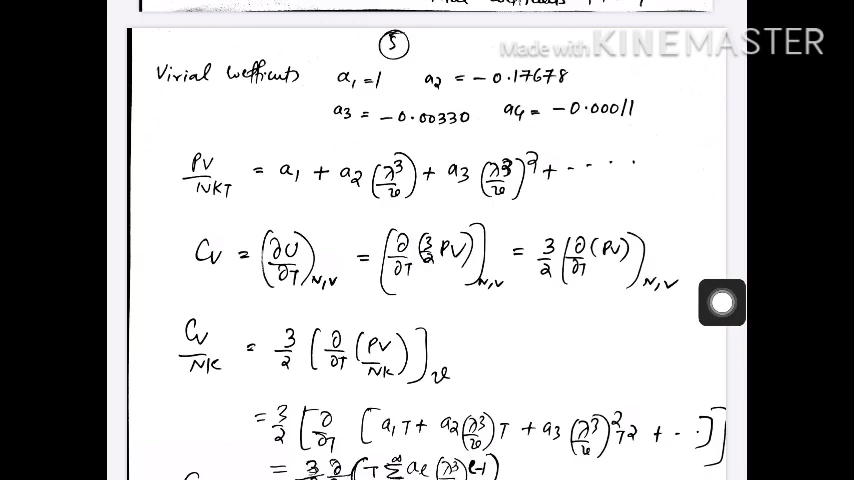 5
Made with KINEMASTER
Virial Coefficients a₁=1 a₂ = -0.17678
a₃ = -0.00330 a₄ = -0.00011
PV/NKT = a₁ + a₂ (λ³/v) + a₃ (λ³/v)² + - - - .
Cv = (∂U/∂T)N,V = [∂/∂T (3/2 PV)]N,V = 3/2 [∂/∂T (PV)]N,V
Cv/NK = 3/2 [∂/∂T (PV/NK)]v
= 3/2 [∂/∂T [a₁T + a₂ (λ³/v) T + a₃ (λ³/v)² T2 + - ·]]